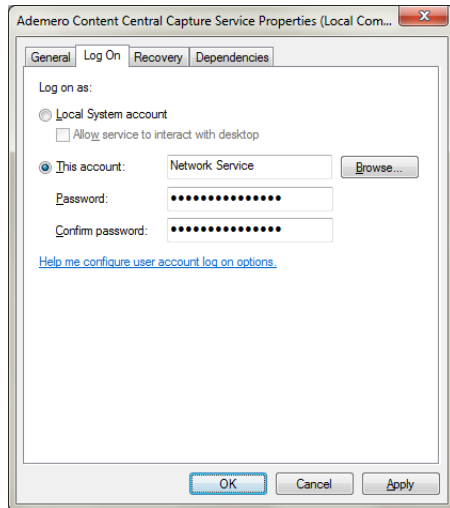 Ademero Content Central Capture Service Properties (Local Com... x
General Log On Recovery Dependencies
Log on as:
Local System account
Allow service to interact with desktop
This account: Network Service Browse...
Password: •••••••••••••••
Confirm password: •••••••••••••••
Help me configure user account log on options.
OK Cancel Apply